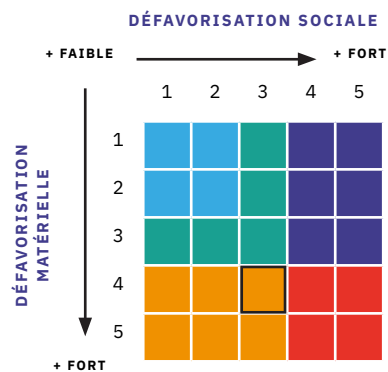 DÉFAVORISATION SOCIALE
+ FAIBLE
+ FORT
1 2 3 4 5
DÉFAVORISATION
MATÉRIELLE
1
2
3
4
5
+ FORT